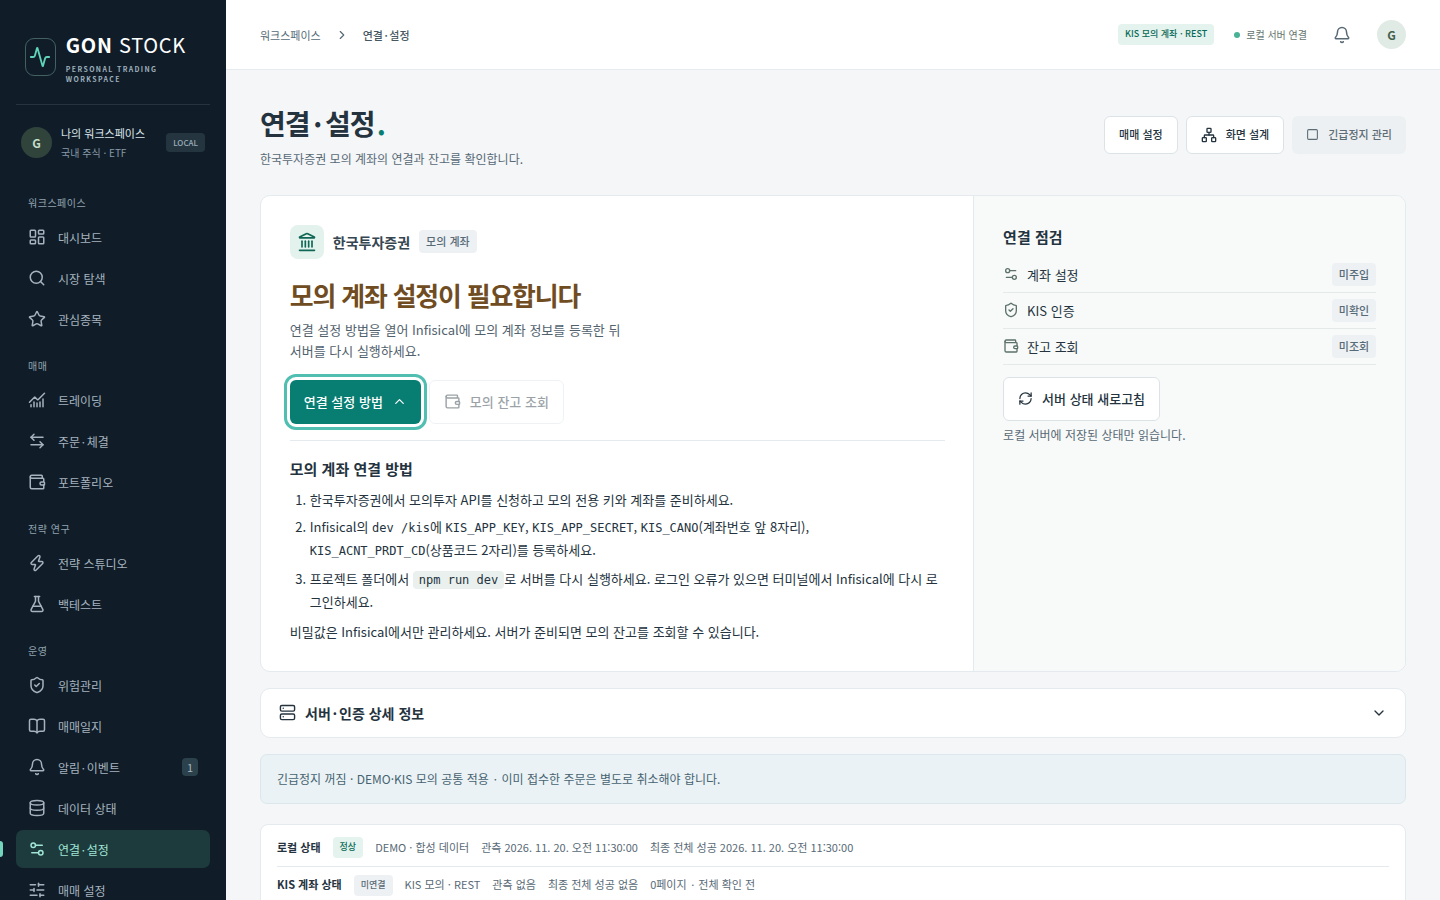 GON STOCK
PERSONAL TRADING
WORKSPACE
G
나의 워크스페이스
국내 주식 · ETF
LOCAL
워크스페이스
대시보드
시장 탐색
관심종목
매매
트레이딩
주문·체결
포트폴리오
전략 연구
전략 스튜디오
백테스트
운영
위험관리
매매일지
알림·이벤트
1
데이터 상태
연결·설정
매매 설정
워크스페이스
연결·설정
KIS 모의 계좌 · REST
로컬 서버 연결
G
연결·설정.
한국투자증권 모의 계좌의 연결과 잔고를 확인합니다.
매매 설정
화면 설계
긴급정지 관리
한국투자증권
모의 계좌
모의 계좌 설정이 필요합니다
연결 설정 방법을 열어 Infisical에 모의 계좌 정보를 등록한 뒤
서버를 다시 실행하세요.
연결 설정 방법
모의 잔고 조회
모의 계좌 연결 방법
1. 한국투자증권에서 모의투자 API를 신청하고 모의 전용 키와 계좌를 준비하세요.
2. Infisical의 dev /kis에 KIS_APP_KEY, KIS_APP_SECRET, KIS_CANO(계좌번호 앞 8자리),
KIS_ACNT_PRDT_CD(상품코드 2자리)를 등록하세요.
3. 프로젝트 폴더에서 npm run dev로 서버를 다시 실행하세요. 로그인 오류가 있으면 터미널에서 Infisical에 다시 로
그인하세요.
비밀값은 Infisical에서만 관리하세요. 서버가 준비되면 모의 잔고를 조회할 수 있습니다.
연결 점검
계좌 설정
미주입
KIS 인증
미확인
잔고 조회
미조회
서버 상태 새로고침
로컬 서버에 저장된 상태만 읽습니다.
서버·인증 상세 정보
긴급정지 꺼짐 · DEMO·KIS 모의 공통 적용 · 이미 접수한 주문은 별도로 취소해야 합니다.
로컬 상태 정상 DEMO · 합성 데이터 관측 2026. 11. 20. 오전 11:30:00 최종 전체 성공 2026. 11. 20. 오전 11:30:00
KIS 계좌 상태 미연결 KIS 모의 · REST 관측 없음 최종 전체 성공 없음 0페이지 · 전체 확인 전